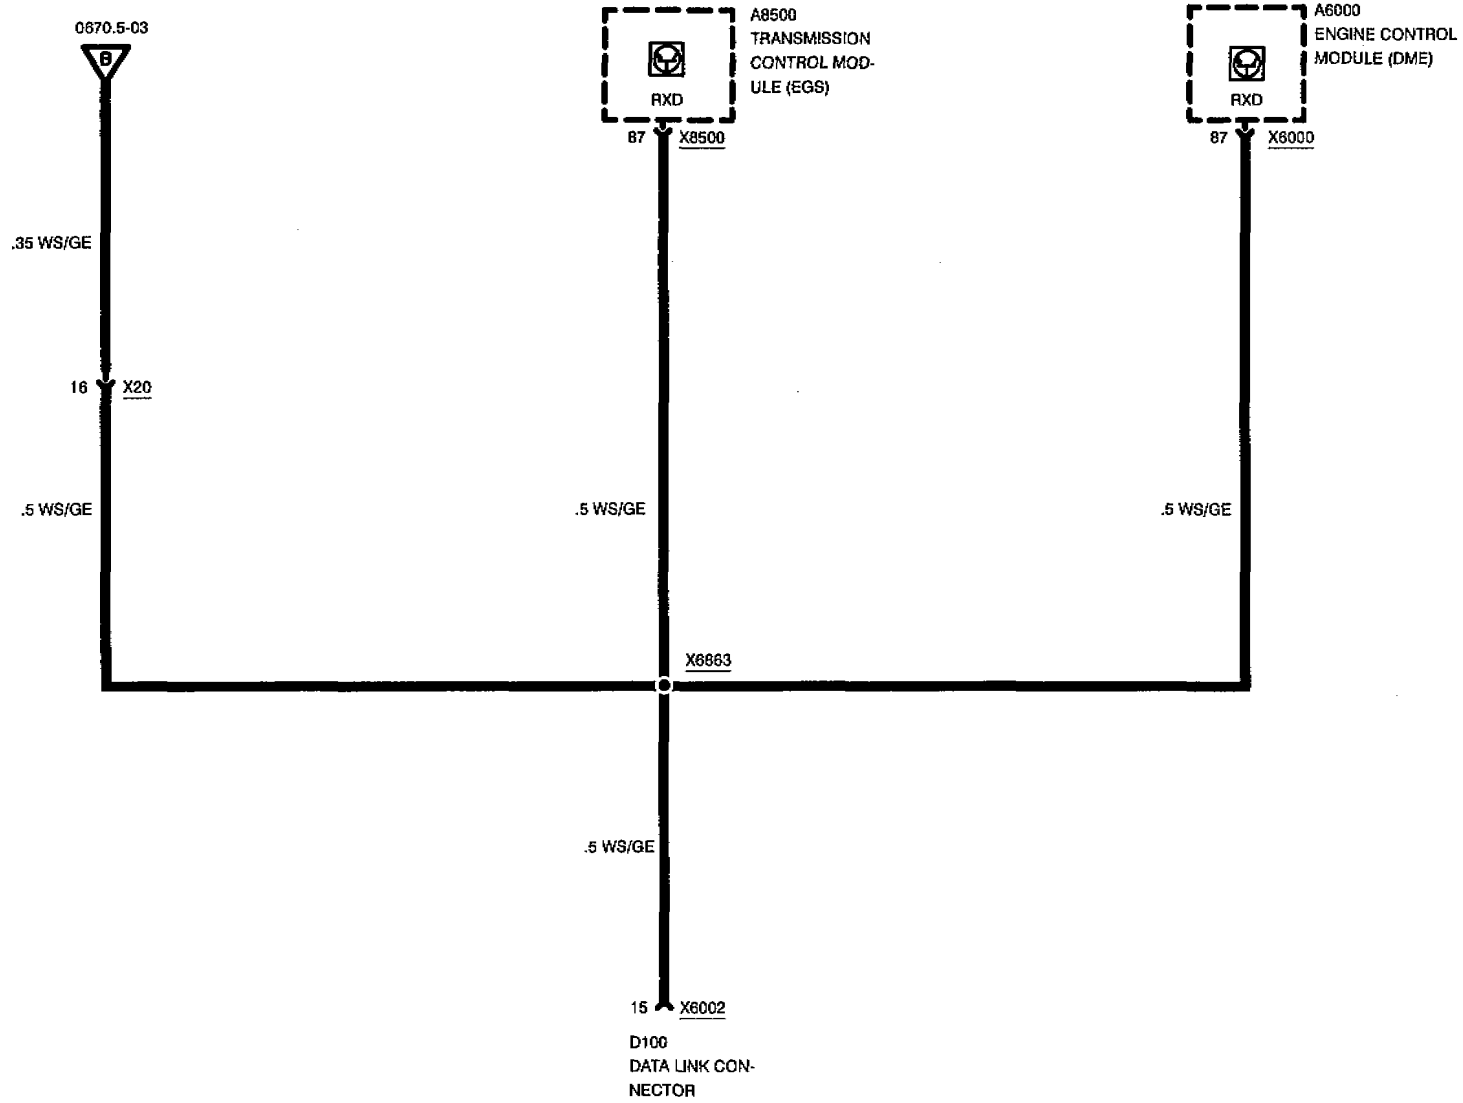 0670.5-03
B
A8500
TRANSMISSION
CONTROL MOD-
ULE (EGS)
RXD
87
X8500
A6000
ENGINE CONTROL
MODULE (DME)
RXD
87
X6000
.35 WS/GE
16
X20
.5 WS/GE
.5 WS/GE
.5 WS/GE
X6863
.5 WS/GE
15
X6002
D100
DATA LINK CON-
NECTOR